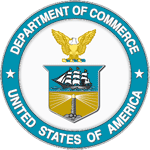 DEPARTMENT OF COMMERCE
UNITED STATES OF AMERICA